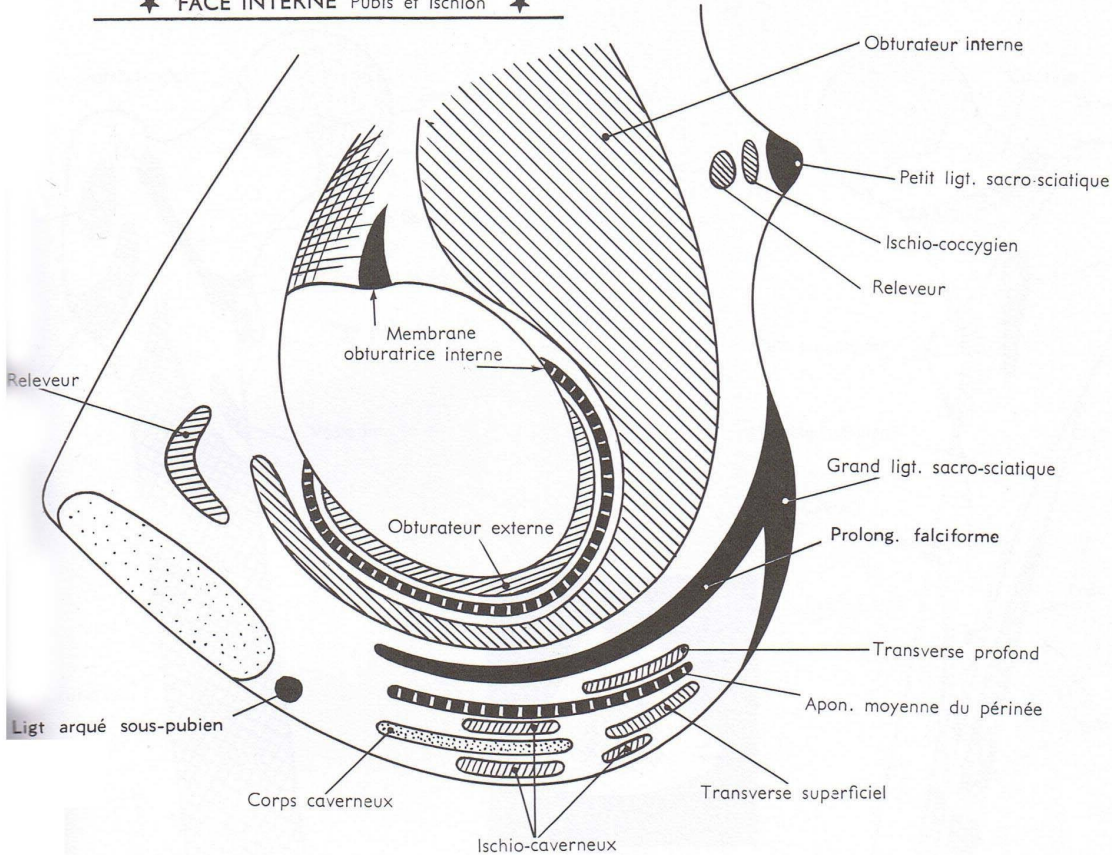 ★ FACE INTERNE Pubis et Ischion ★
Obturateur interne
Petit ligt. sacro-sciatique
Ischio-coccygien
Releveur
Membrane
obturatrice interne
Releveur
Grand ligt. sacro-sciatique
Obturateur externe
Prolong. falciforme
Transverse profond
Apon. moyenne du périnée
Ligt arqué sous-pubien
Transverse superficiel
Corps caverneux
Ischio-caverneux